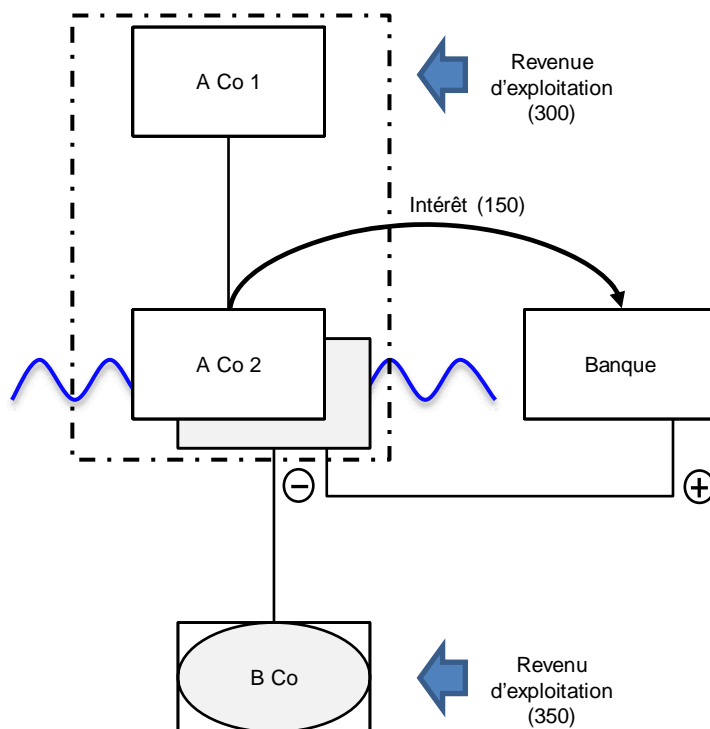 A Co 1
Revenue
d'exploitation
(300)
Intérêt (150)
A Co 2
Banque
−
+
B Co
Revenu
d'exploitation
(350)